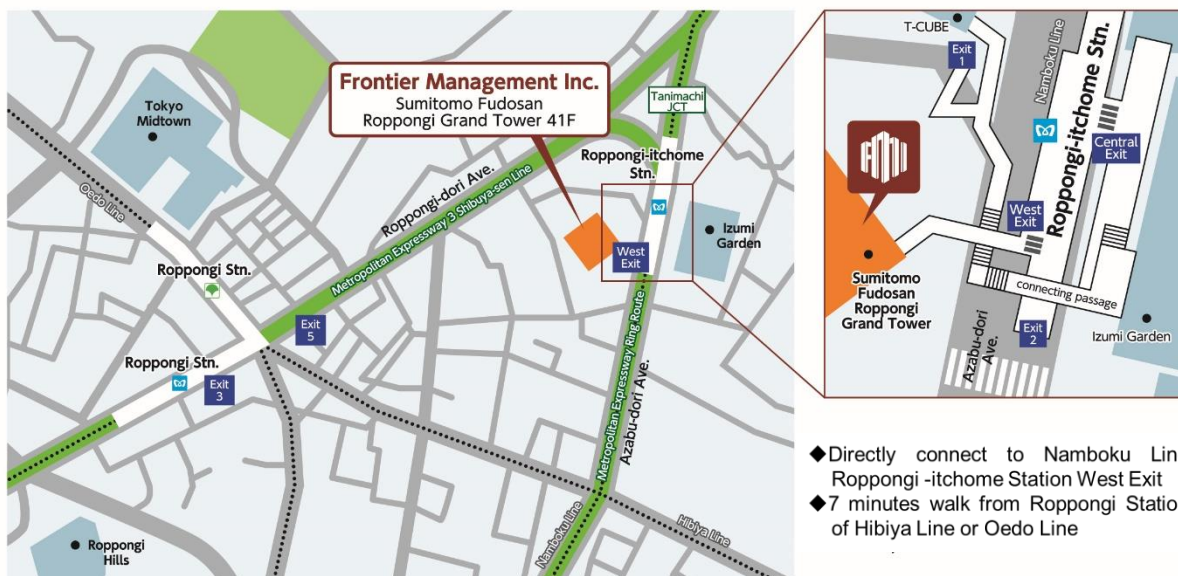 Frontier Management Inc.
Sumitomo Fudosan
Roppongi Grand Tower 41F
Tokyo
Midtown
Oedo Line
Roppongi-dori Ave.
Metropolitan Expressway 3 Shibuya-sen Line
Tanimachi
JCT
Roppongi-itchome
Stn.
Izumi
Garden
West
Exit
Roppongi Stn.
Exit
5
Roppongi Stn.
Exit
3
Metropolitan Expressway Ring Route
Azabu-dori Ave.
Namboku Line
Hibiya Line
Roppongi
Hills
T-CUBE
Exit
1
Namboku Line
Roppongi-itchome Stn.
Central
Exit
West
Exit
Sumitomo
Fudosan
Roppongi
Grand Tower
connecting passage
Exit
2
Izumi Garden
Azabu-dori
Ave.
◆Directly connect to Namboku Lin
Roppongi -itchome Station West Exit
◆7 minutes walk from Roppongi Statio
of Hibiya Line or Oedo Line